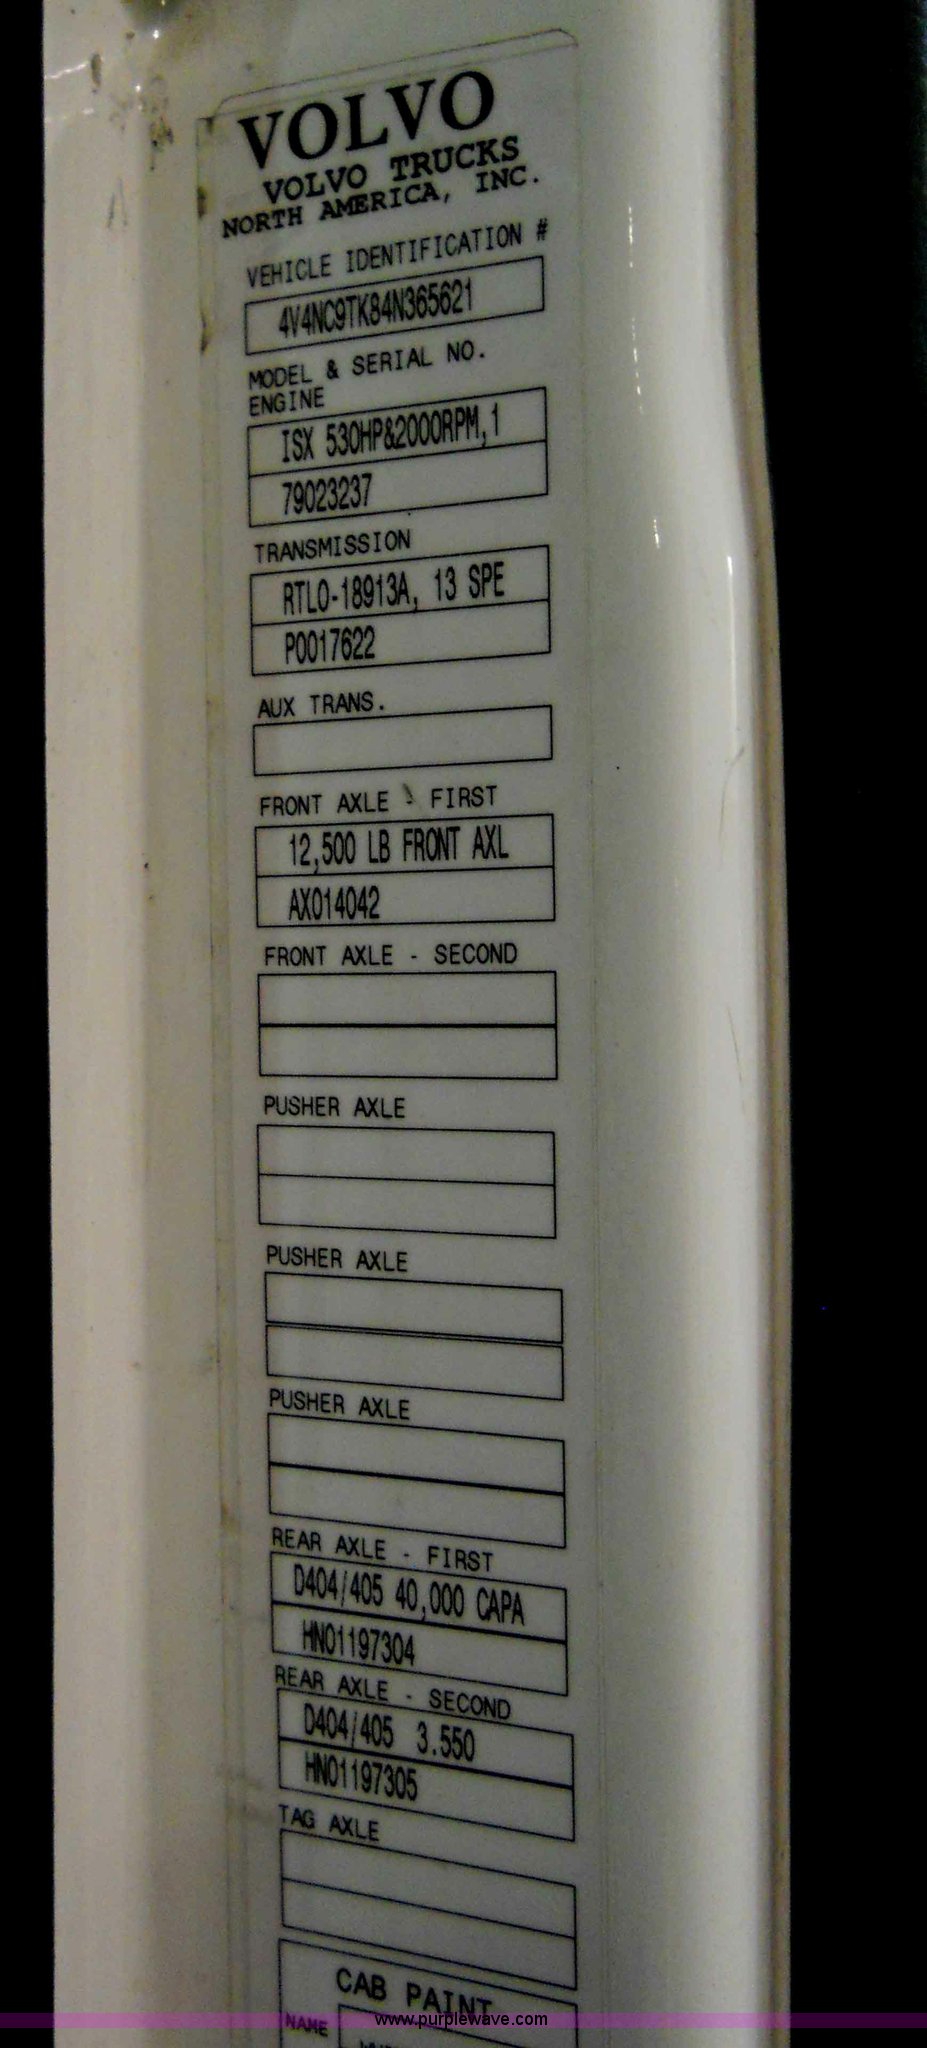 VOLVO
VOLVO TRUCKS
NORTH AMERICA, INC.
VEHICLE IDENTIFICATION #
4V4NC9TK84N365621
MODEL & SERIAL NO.
ENGINE
ISX 530HP&2000RPM,1
79023237
TRANSMISSION
RTLO-18913A, 13 SPE
P0017622
AUX TRANS.
FRONT AXLE - FIRST
12,500 LB FRONT AXL
AX014042
FRONT AXLE - SECOND
PUSHER AXLE
PUSHER AXLE
PUSHER AXLE
REAR AXLE - FIRST
D404/405 40,000 CAPA
HN01197304
REAR AXLE - SECOND
D404/405 3.550
HN01197305
TAG AXLE
CAB PAINT
NAME
www.purplewave.com